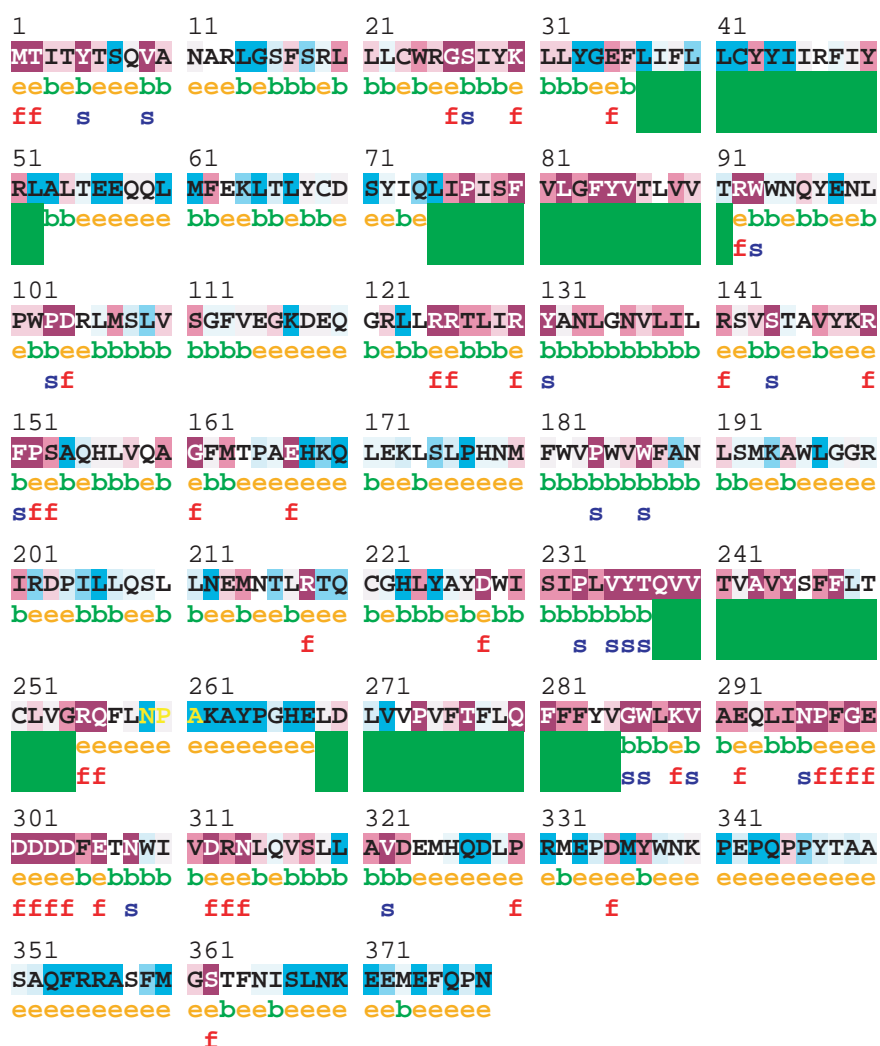 1 11 21 31 41
MTITYTSQVA NARLGSFSRL LLCWRGSIYK LLYGEFLIFL LCYYIIRFIY
eebebeeebb eeebebbbeb bbebeebbbe bbbeeb
ff s s fs f f
51 61 71 81 91
RLALTEEQQL MFEKLTLYCD SYIQLIPISF VLGFYVTLVV TRWWNQYENL
bbeeeeee bbeebbebbe eebe ebbebbeeb
fs
101 111 121 131 141
PWPDRLMSLV SGFVEGKDEQ GRLLRRTLIR YANLGNVLIL RSVSTAVYKR
ebbeebbbbb bbbbeeeeee bebbeebbbe bbbbbbbbbb eebbeebeee
sf ff f s f s f
151 161 171 181 191
FPSAQHLVQA GFMTPAEHKQ LEKLSLPHNM FWVPWVWFAN LSMKAWLGGR
beebebbbeb ebbeeeeeee beebeeeeee bbbbbbbbbb bbeebeeeee
sff f f s s
201 211 221 231 241
IRDPILLQSL LNEMNTLRTQ CGHLYAYDWI SIPLVYTQVV TVAVYSFFLT
beeebbbeeb beebeebeee bebbbebebb bbbbbbb
f f s sss
251 261 271 281 291
CLVGRQFLNP AKAYPGHELD LVVPVFTFLQ FFFYVGWLKV AEQLINPFGE
eeeeee eeeeeeee bbbeb beebbbeeee
ff ss fs f sffff
301 311 321 331 341
DDDDFETNWI VDRNLQVSLL AVDEMHQDLP RMEPDMYWNK PEPQPPYTAA
eeeebebbbb beeebebbbb bbbeeeeeee ebeeeebeee eeeeeeeeee
ffff f s fff s f f
351 361 371
SAQFRRASFM GSTFNISLNK EEMEFQPN
eeeeeeeeee eebeebeeee eebeeeee
f